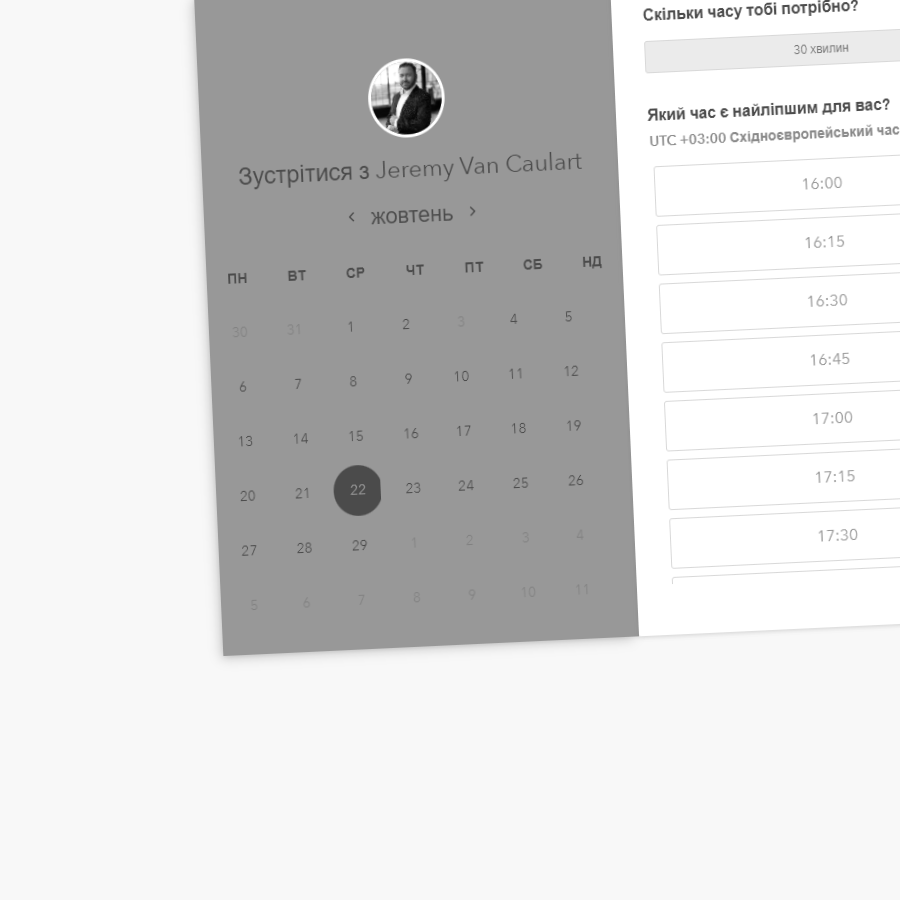 Зустрітися з Jeremy Van Caulart
‹ жовтень ›
ПН ВТ СР ЧТ ПТ СБ НД
30 31 1 2 3 4 5
6 7 8 9 10 11 12
13 14 15 16 17 18 19
20 21 22 23 24 25 26
27 28 29 1 2 3 4
5 6 7 8 9 10 11
Скільки часу тобі потрібно?
30 хвилин
Який час є найліпшим для вас?
UTC +03:00 Східноєвропейський час
16:00
16:15
16:30
16:45
17:00
17:15
17:30